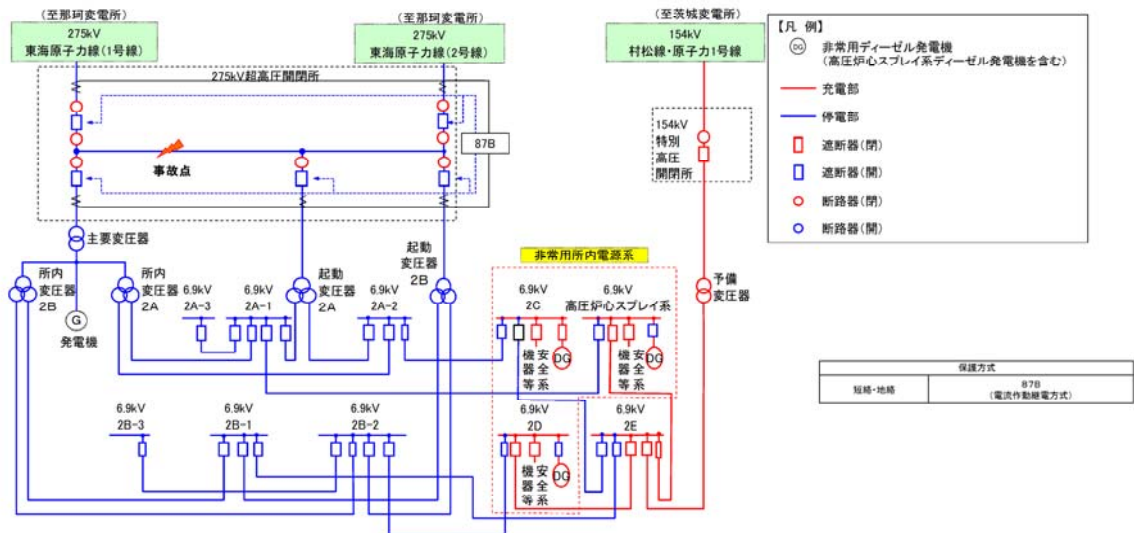 (至那珂変電所)
275kV
東海原子力線(1号線)
(至那珂変電所)
275kV
東海原子力線(2号線)
(至茨城変電所)
154kV
村松線・原子力1号線
【凡 例】
DG
非常用ディーゼル発電機
(高圧炉心スプレイ系ディーゼル発電機を含む)
充電部
停電部
遮断器(閉)
遮断器(開)
断路器(閉)
断路器(開)
275kV超高圧開閉所
87B
事故点
154kV
特別
高圧
開閉所
主要変圧器
所内
変圧器
2B
所内
変圧器
2A
G
発電機
起動
変圧器
2A
起動
変圧器
2B
予備
変圧器
非常用所内電源系
6.9kV
2A-3
6.9kV
2A-1
6.9kV
2A-2
6.9kV
2C
6.9kV
高圧炉心スプレイ系
安全系
機器等
DG
安全系
機器等
DG
6.9kV
2B-3
6.9kV
2B-1
6.9kV
2B-2
6.9kV
2D
6.9kV
2E
安全系
機器等
DG
保護方式
短絡・地絡
87B
(電流作動継電方式)